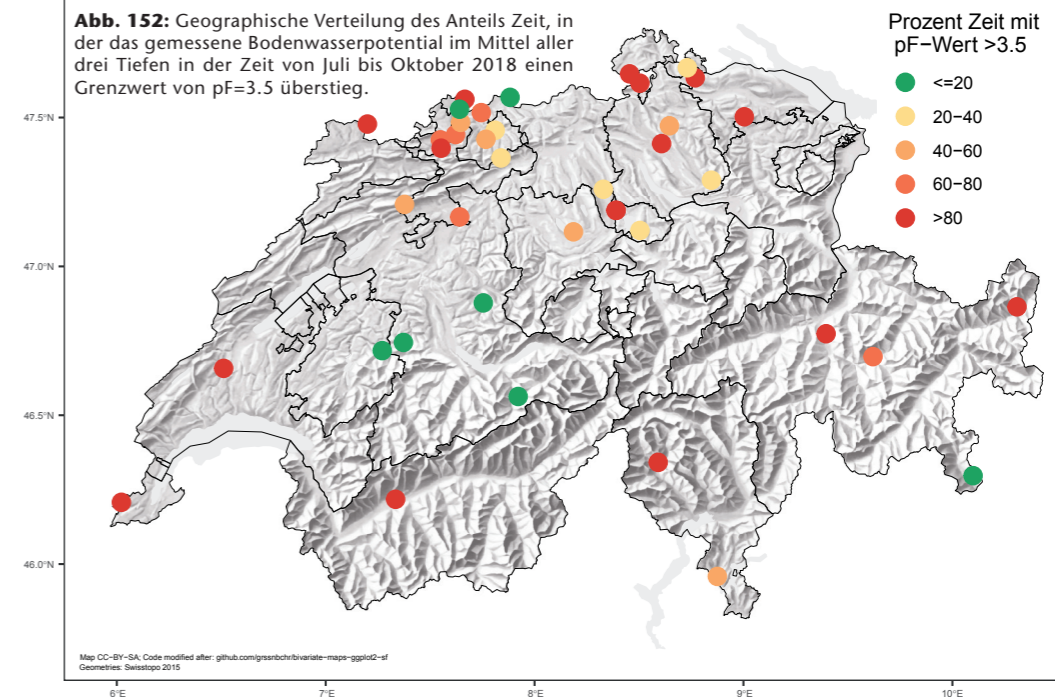 Abb. 152: Geographische Verteilung des Anteils Zeit, in
der das gemessene Bodenwasserpotential im Mittel aller
drei Tiefen in der Zeit von Juli bis Oktober 2018 einen
Grenzwert von pF=3.5 überstieg.
Prozent Zeit mit
pF−Wert >3.5
<=20
20−40
40−60
60−80
>80
47.5°N
47.0°N
46.5°N
46.0°N
Map CC−BY−SA; Code modified after: github.com/grssnbchr/bivariate−maps−ggplot2−sf
Geometries: Swisstopo 2015
6°E
7°E
8°E
9°E
10°E